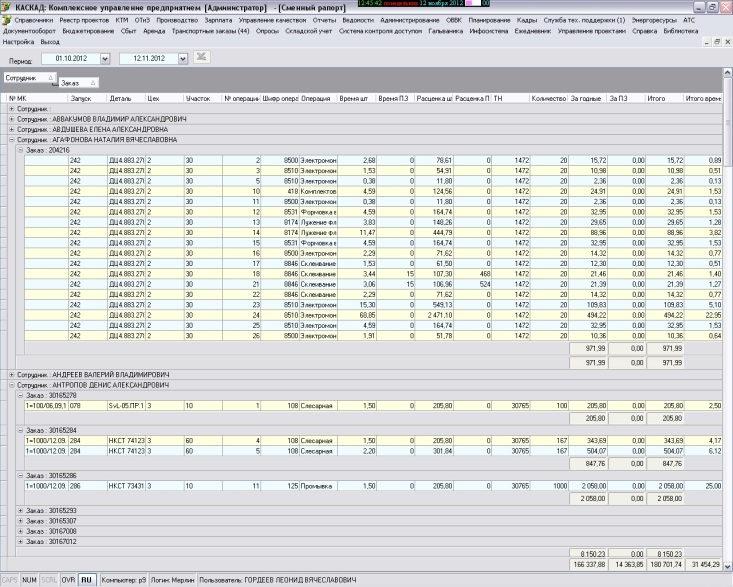 КАСКАД: Комплексное управление предприятнем [Администратор] - [Сменный рапорт]
12:45:42 понедельник 12 ноября 2012 00
Справочники Реестр проектов КТМ ОТиЗ Производство Зарплата Управление качеством Отчеты Ведомости Администрирование ОВВК Планирование Кадры Служба тех. поддержки (1) Энергоресурсы АТС
Документооборот Бюджетирование Сбыт Аренда Транспортные заказы (44) Опросы Складской учет Система контроля доступом Гальваника Инфосистема Ежедневник Управление проектами Справка Библиотека
Настройка Выход
Период: 01.10.2012 12.11.2012
Сотрудник
Заказ
№ МК Запуск Деталь Цех Участок № операции Шифр опера Операция Время шт Время ПЗ Расценка ш Расценка П ТН Количество За годные За ПЗ Итого Итого врем
Сотрудник :
Сотрудник : АВВАКУМОВ ВЛАДИМИР АЛЕКСАНДРОВИЧ
Сотрудник : АВДУШЕВА ЕЛЕНА АЛЕКСАНДРОВНА
Сотрудник : АГАФОНОВА НАТАЛИЯ ВЯЧЕСЛАВОВНА
Заказ : 204216
242 ДЦ4.883.27( 2 30 2 8500 Электромон 2,68 0 78,61 0 1472 20 15,72 0,00 15,72 0,89
242 ДЦ4.883.27( 2 30 3 8510 Электромон 1,53 0 54,91 0 1472 20 10,98 0,00 10,98 0,51
242 ДЦ4.883.27( 2 30 5 8510 Электромон 0,38 0 11,80 0 1472 20 2,36 0,00 2,36 0,13
242 ДЦ4.883.27( 2 30 10 418 Комплектов 4,59 0 124,56 0 1472 20 24,91 0,00 24,91 1,53
242 ДЦ4.883.27( 2 30 11 8500 Электромон 0,38 0 11,80 0 1472 20 2,36 0,00 2,36 0,13
242 ДЦ4.883.27( 2 30 12 8531 Формовка в 4,59 0 164,74 0 1472 20 32,95 0,00 32,95 1,53
242 ДЦ4.883.27( 2 30 13 8174 Лужение фл 3,83 0 148,26 0 1472 20 29,65 0,00 29,65 1,28
242 ДЦ4.883.27( 2 30 14 8174 Лужение фл 11,47 0 444,79 0 1472 20 88,96 0,00 88,96 3,82
242 ДЦ4.883.27( 2 30 15 8531 Формовка в 4,59 0 164,74 0 1472 20 32,95 0,00 32,95 1,53
242 ДЦ4.883.27( 2 30 16 8500 Электромон 2,29 0 71,62 0 1472 20 14,32 0,00 14,32 0,77
242 ДЦ4.883.27( 2 30 17 8846 Склеивание 1,53 0 61,50 0 1472 20 12,30 0,00 12,30 0,51
242 ДЦ4.883.27( 2 30 18 8846 Склеивание 3,44 15 107,30 468 1472 20 21,46 0,00 21,46 1,40
242 ДЦ4.883.27( 2 30 21 8846 Склеивание 3,06 15 106,96 524 1472 20 21,39 0,00 21,39 1,27
242 ДЦ4.883.27( 2 30 22 8846 Склеивание 2,29 0 71,62 0 1472 20 14,32 0,00 14,32 0,77
242 ДЦ4.883.27( 2 30 23 8510 Электромон 15,30 0 549,13 0 1472 20 109,83 0,00 109,83 5,10
242 ДЦ4.883.27( 2 30 24 8510 Электромон 68,85 0 2 471,10 0 1472 20 494,22 0,00 494,22 22,95
242 ДЦ4.883.27( 2 30 25 8510 Электромон 4,59 0 164,74 0 1472 20 32,95 0,00 32,95 1,53
242 ДЦ4.883.27( 2 30 26 8510 Электромон 1,91 0 51,78 0 1472 20 10,36 0,00 10,36 0,64
971,99 0,00 971,99
971,99 0,00 971,99
Сотрудник : АНДРЕЕВ ВАЛЕРИЙ ВЛАДИМИРОВИЧ
Сотрудник : АНТРОПОВ ДЕНИС АЛЕКСАНДРОВИЧ
Заказ : 30165278
1=100/06,09,1 078 SvL-05.ПР.1 3 10 1 108 Слесарная 1,50 0 205,80 0 30765 100 205,80 0,00 205,80 2,50
205,80 0,00 205,80
Заказ : 30165284
1=1000/12.09. 284 НКСТ 74123 3 60 4 108 Слесарная 1,50 0 205,80 0 30765 167 343,69 0,00 343,69 4,17
1=1000/12.09. 284 НКСТ 74123 3 60 5 108 Слесарная 2,20 0 301,84 0 30765 167 504,07 0,00 504,07 6,12
847,76 0,00 847,76
Заказ : 30165286
1=1000/12.09. 286 НКСТ 73431 3 10 11 125 Промывка 1,50 0 205,80 0 30765 1000 2 058,00 0,00 2 058,00 25,00
2 058,00 0,00 2 058,00
Заказ : 30165293
Заказ : 30165307
Заказ : 30167008
Заказ : 30167012
8 150,23 0,00 8 150,23
166 337,88 14 363,85 180 701,74 31 454,29
CAPS NUM SCRL OVR RU Компьютер: p9 Логин: Мерлин Пользователь: ГОРДЕЕВ ЛЕОНИД ВЯЧЕСЛАВОВИЧ